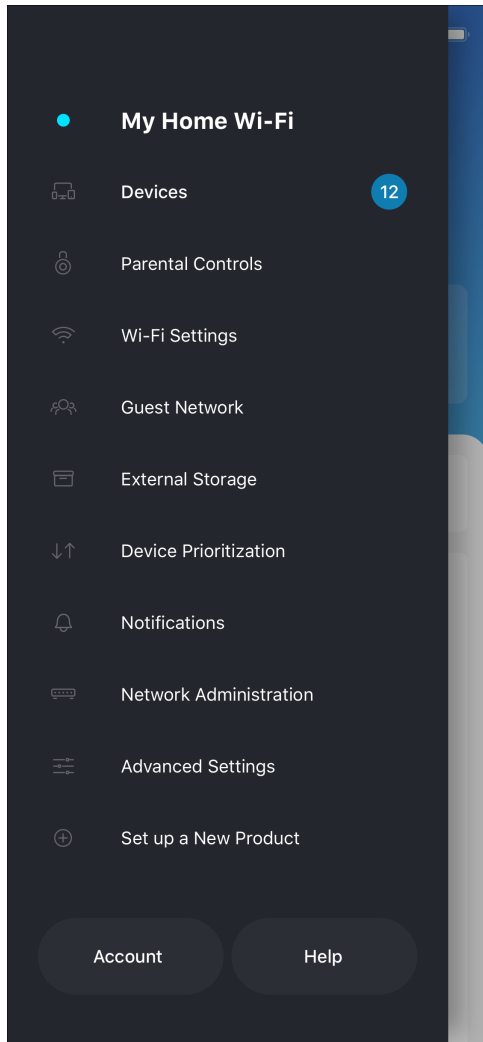 My Home Wi-Fi
Devices 12
Parental Controls
Wi-Fi Settings
Guest Network
External Storage
Device Prioritization
Notifications
Network Administration
Advanced Settings
Set up a New Product
Account Help